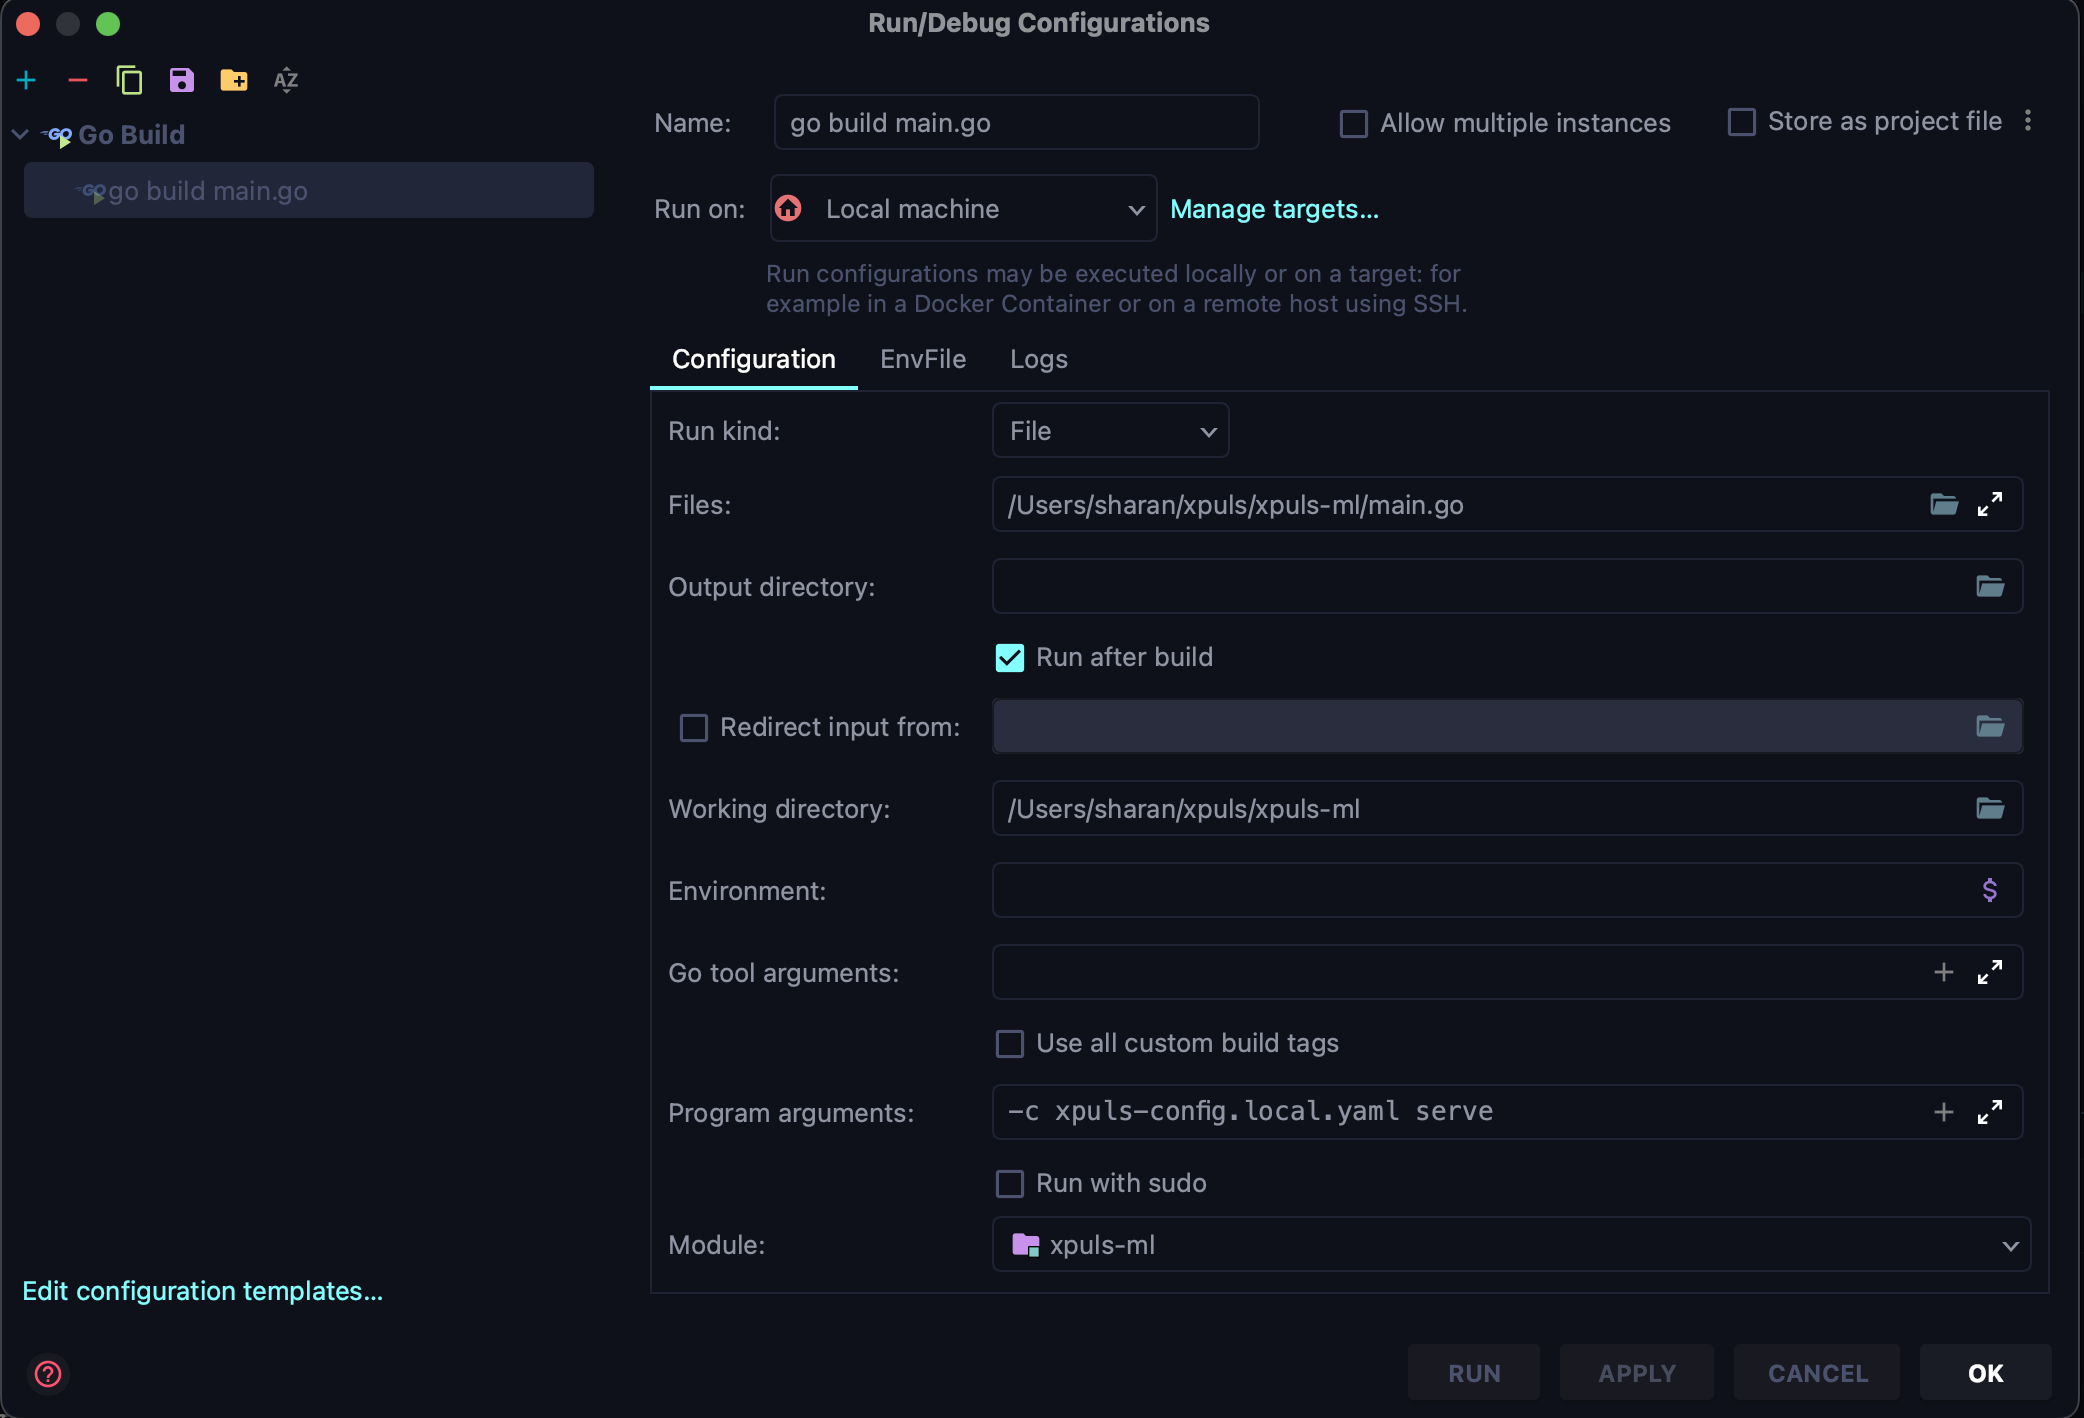 Run/Debug Configurations
Go Build
go build main.go
Name: go build main.go Allow multiple instances Store as project file
Run on: Local machine Manage targets...
Run configurations may be executed locally or on a target: for
example in a Docker Container or on a remote host using SSH.
Configuration EnvFile Logs
Run kind: File
Files: /Users/sharan/xpuls/xpuls-ml/main.go
Output directory:
Run after build
Redirect input from:
Working directory: /Users/sharan/xpuls/xpuls-ml
Environment: $
Go tool arguments:
Use all custom build tags
Program arguments: -c xpuls-config.local.yaml serve
Run with sudo
Module: xpuls-ml
Edit configuration templates...
RUN APPLY CANCEL OK